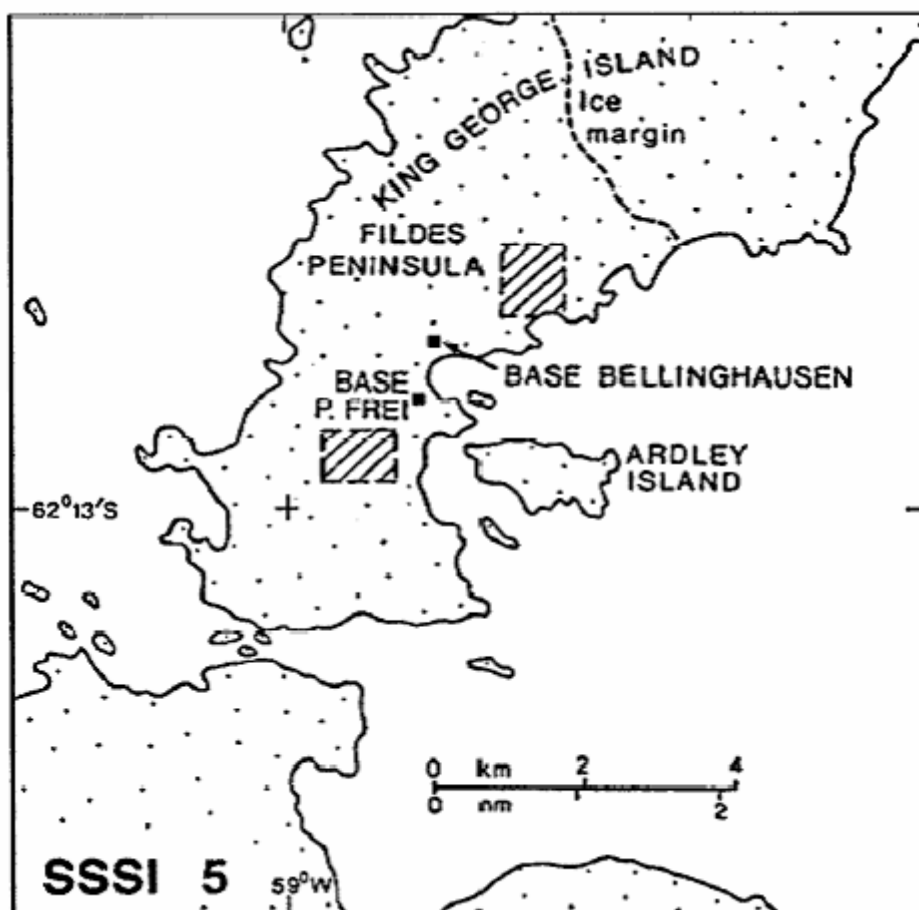 KING GEORGE ISLAND
Ice
margin
FILDES
PENINSULA
BASE BELLINGHAUSEN
BASE
P. FREI
ARDLEY
ISLAND
62°13'S
0 km 2 4
0 nm 2
SSSI 5
59°W